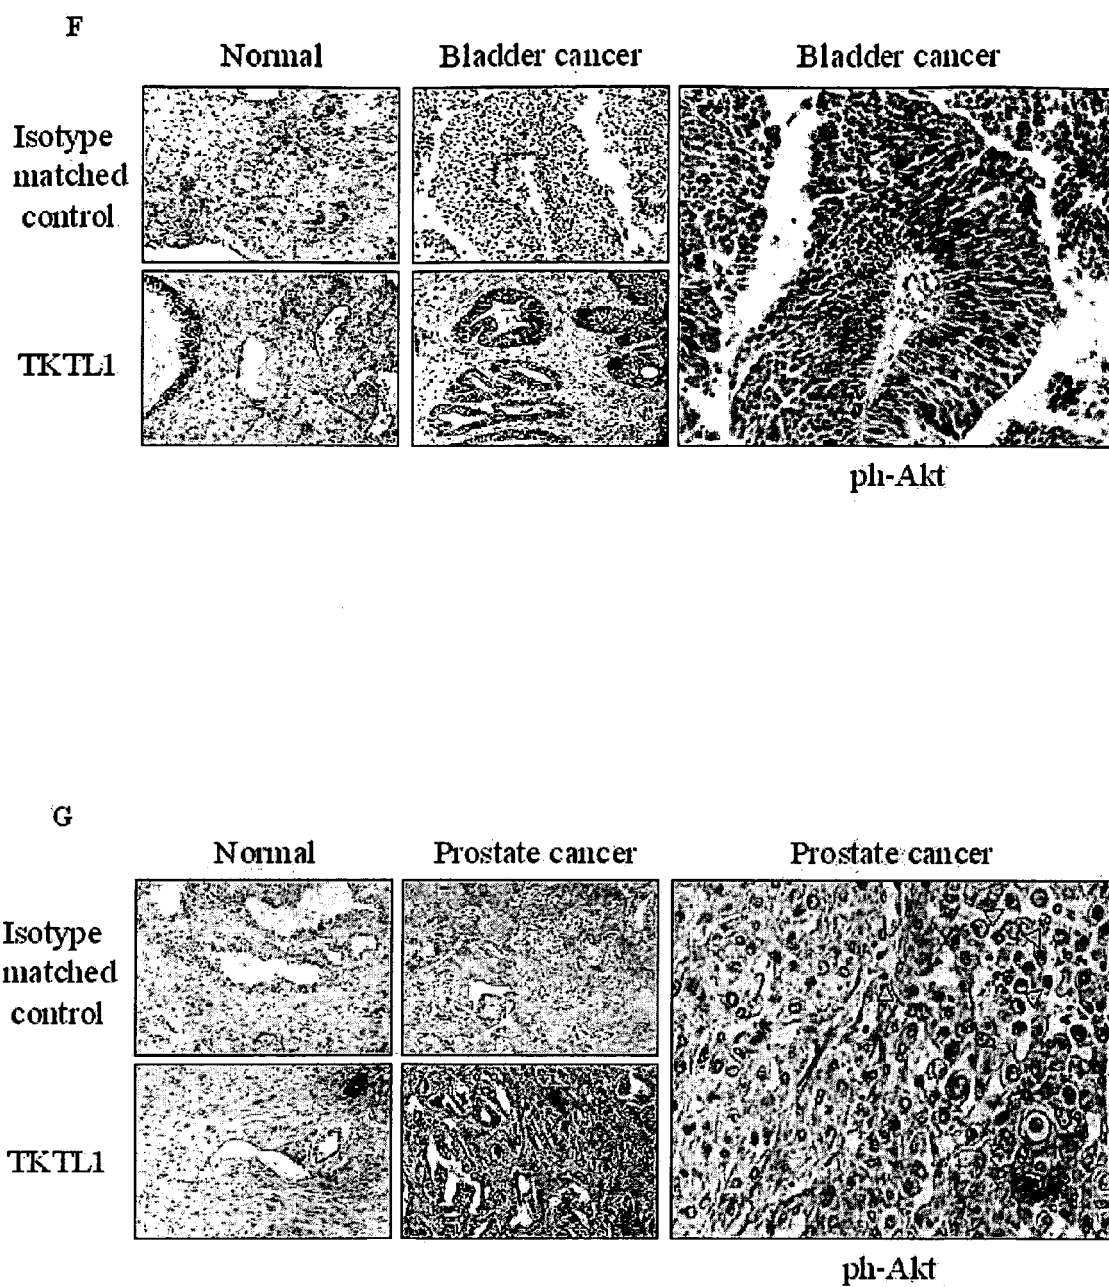 F
Normal
Bladder cancer
Bladder cancer
Isotype
matched
control
TKTL1
ph-Akt
G
Normal
Prostate cancer
Prostate cancer
Isotype
matched
control
TKTL1
ph-Akt